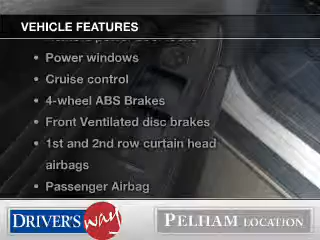 VEHICLE FEATURES
• Power windows
• Cruise control
• 4-wheel ABS Brakes
• Front Ventilated disc brakes
• 1st and 2nd row curtain head
airbags
• Passenger Airbag
DRIVER'S way
PELHAM LOCATION